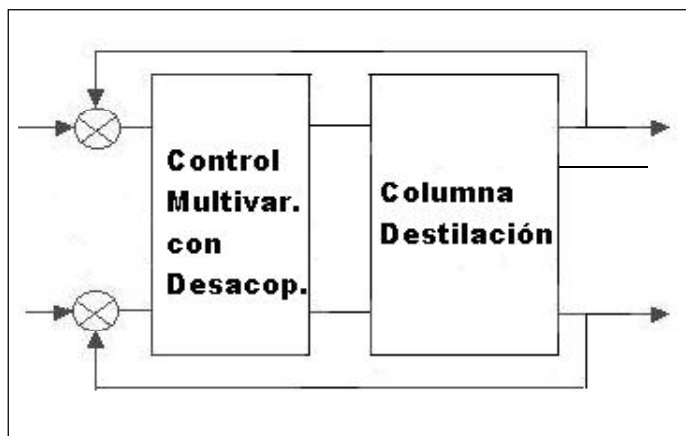 Control
Multivar.
con
Desacop.
Columna
Destilación